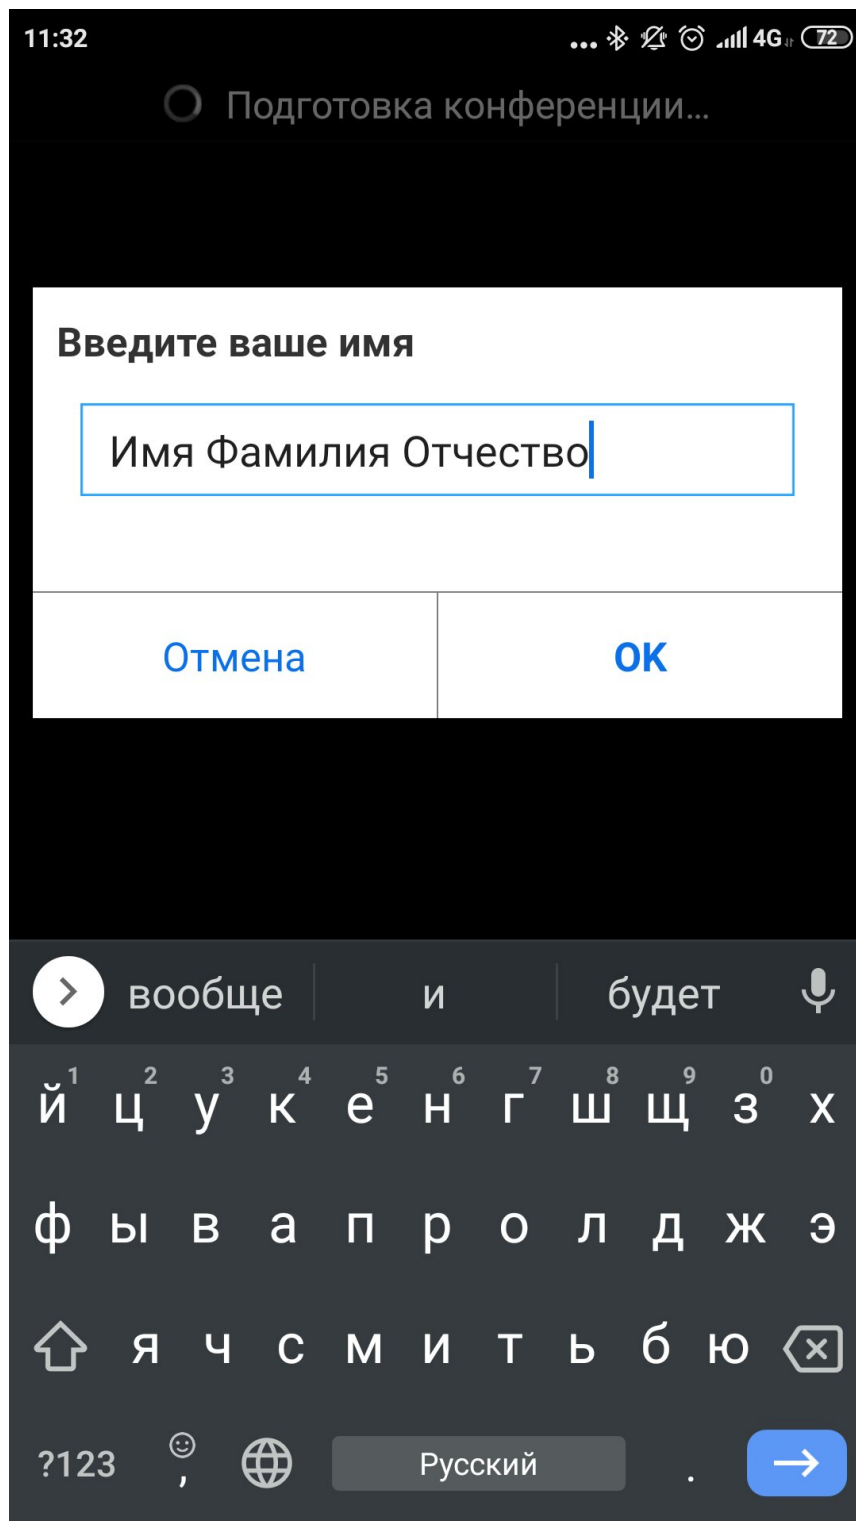 11:32
... 4G 72
Подготовка конференции...
Введите ваше имя
Имя Фамилия Отчество
Отмена
OK
вообще
и
будет
1 2 3 4 5 6 7 8 9 0
й ц у к е н г ш щ з х
ф ы в а п р о л д ж э
я ч с м и т ь б ю
?123 , Русский .